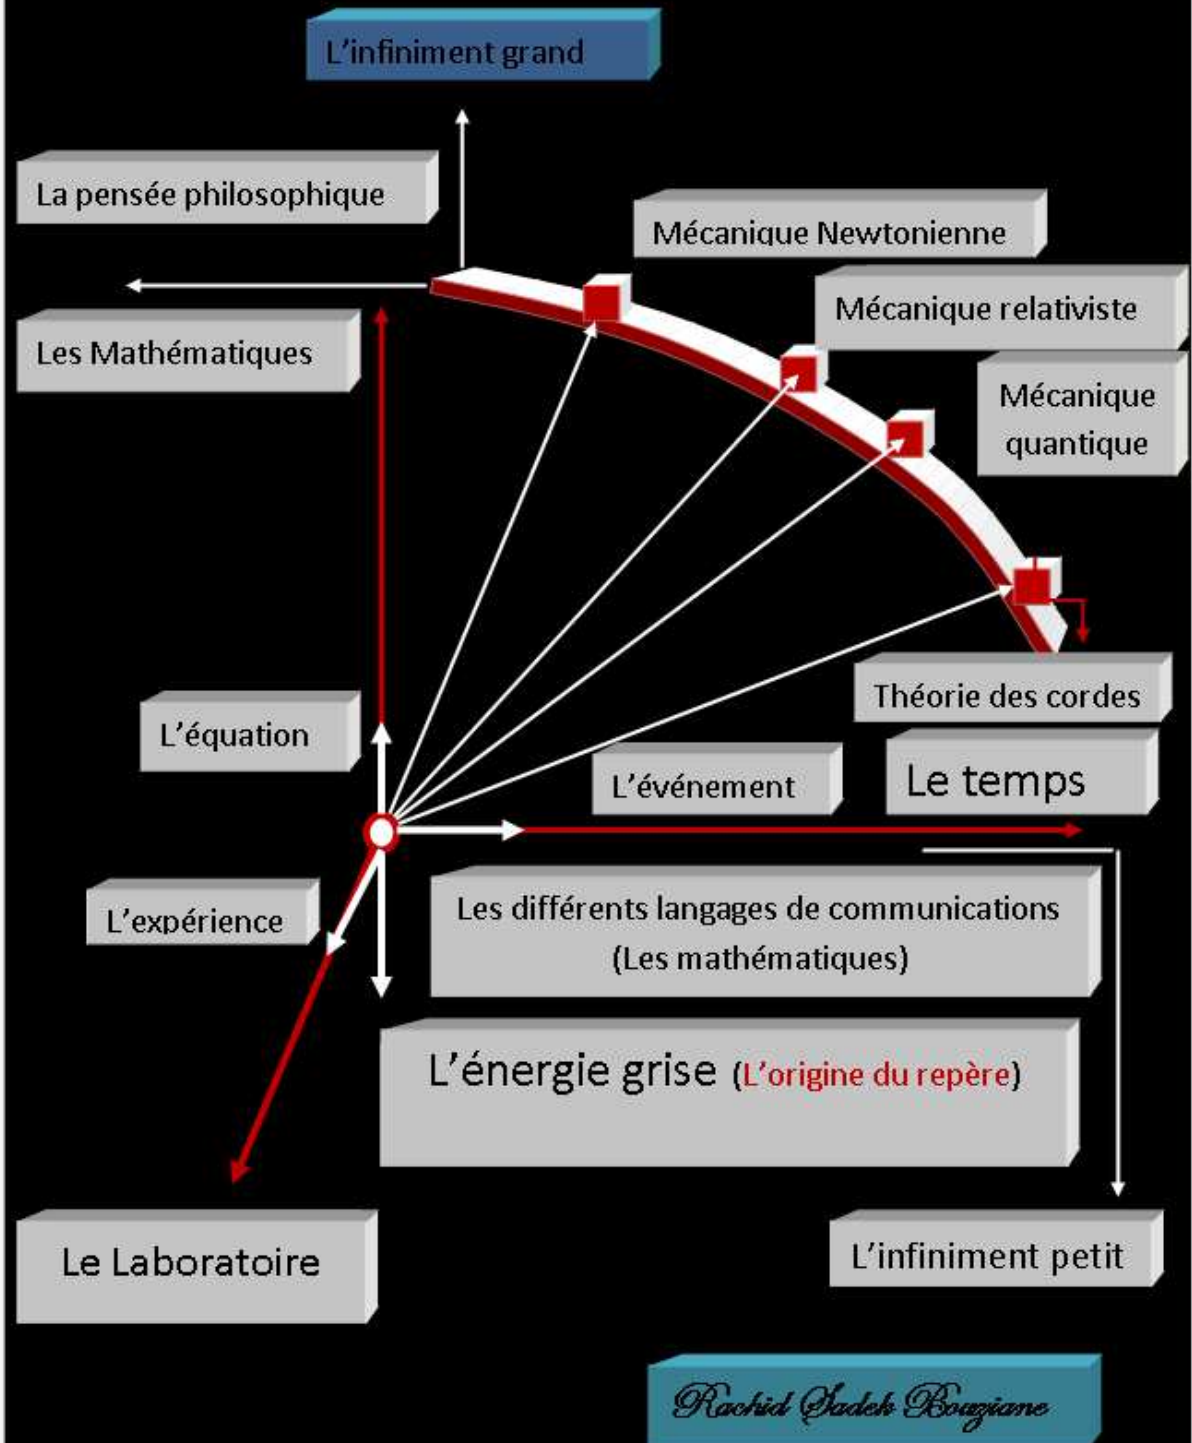 L’infiniment grand
La pensée philosophique
Mécanique Newtonienne
Mécanique relativiste
Les Mathématiques
Mécanique
quantique
Théorie des cordes
L’équation
L’événement
Le temps
L’expérience
Les différents langages de communications
(Les mathématiques)
L’énergie grise (L’origine du repère)
Le Laboratoire
L’infiniment petit
Rachid Sadek Bouziane